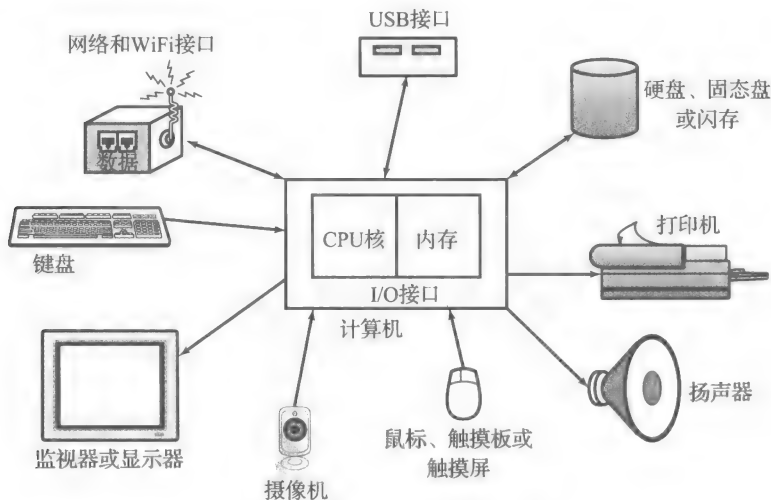 USB接口
网络和WiFi接口
硬盘、固态盘
或闪存
数据
打印机
CPU核
内存
键盘
I/O接口
计算机
扬声器
鼠标、触摸板或
触摸屏
监视器或显示器
摄像机